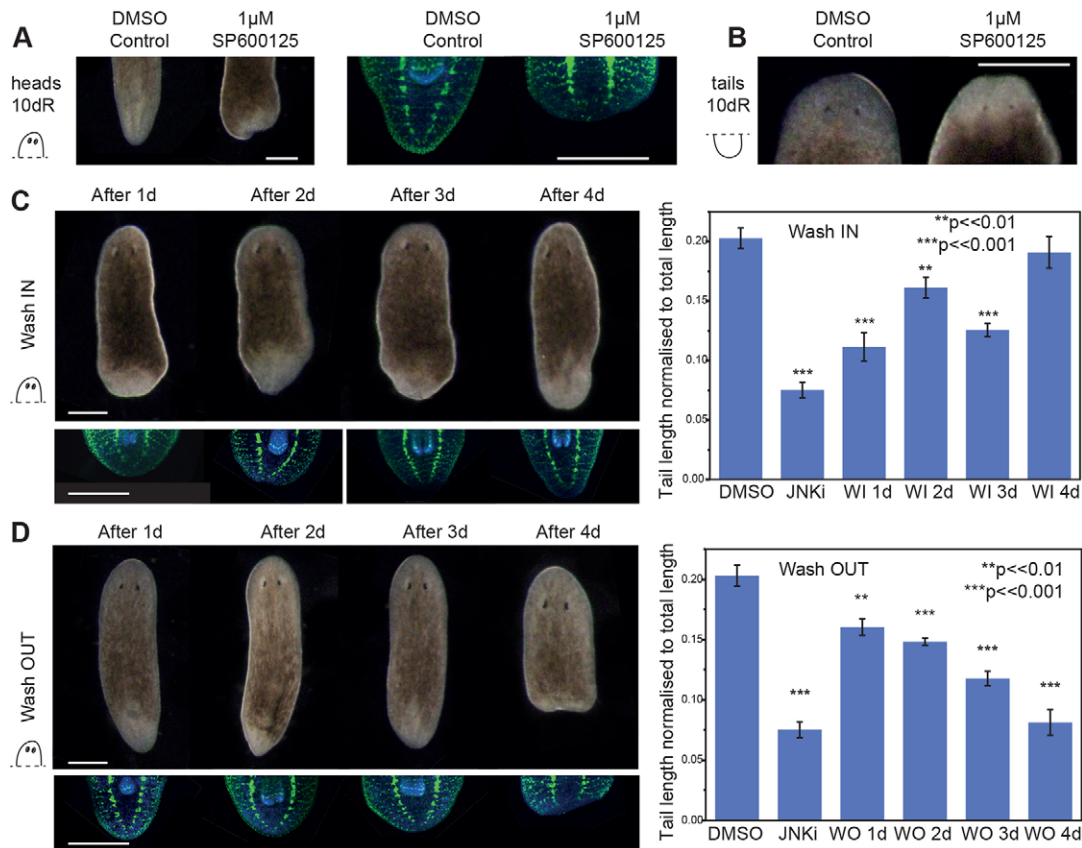 A
DMSO
Control
1μM
SP600125
DMSO
Control
1μM
SP600125
heads
10dR
B
DMSO
Control
1μM
SP600125
tails
10dR
C
After 1d
After 2d
After 3d
After 4d
Wash IN
Tail length normalised to total length
0.20
0.15
0.10
0.05
0.00
Wash IN
**p<<0.01
***p<<0.001
***
***
**
***
DMSO
JNKi
WI 1d
WI 2d
WI 3d
WI 4d
D
After 1d
After 2d
After 3d
After 4d
Wash OUT
Tail length normalised to total length
0.20
0.15
0.10
0.05
0.00
Wash OUT
**p<<0.01
***p<<0.001
***
**
***
***
***
DMSO
JNKi
WO 1d
WO 2d
WO 3d
WO 4d